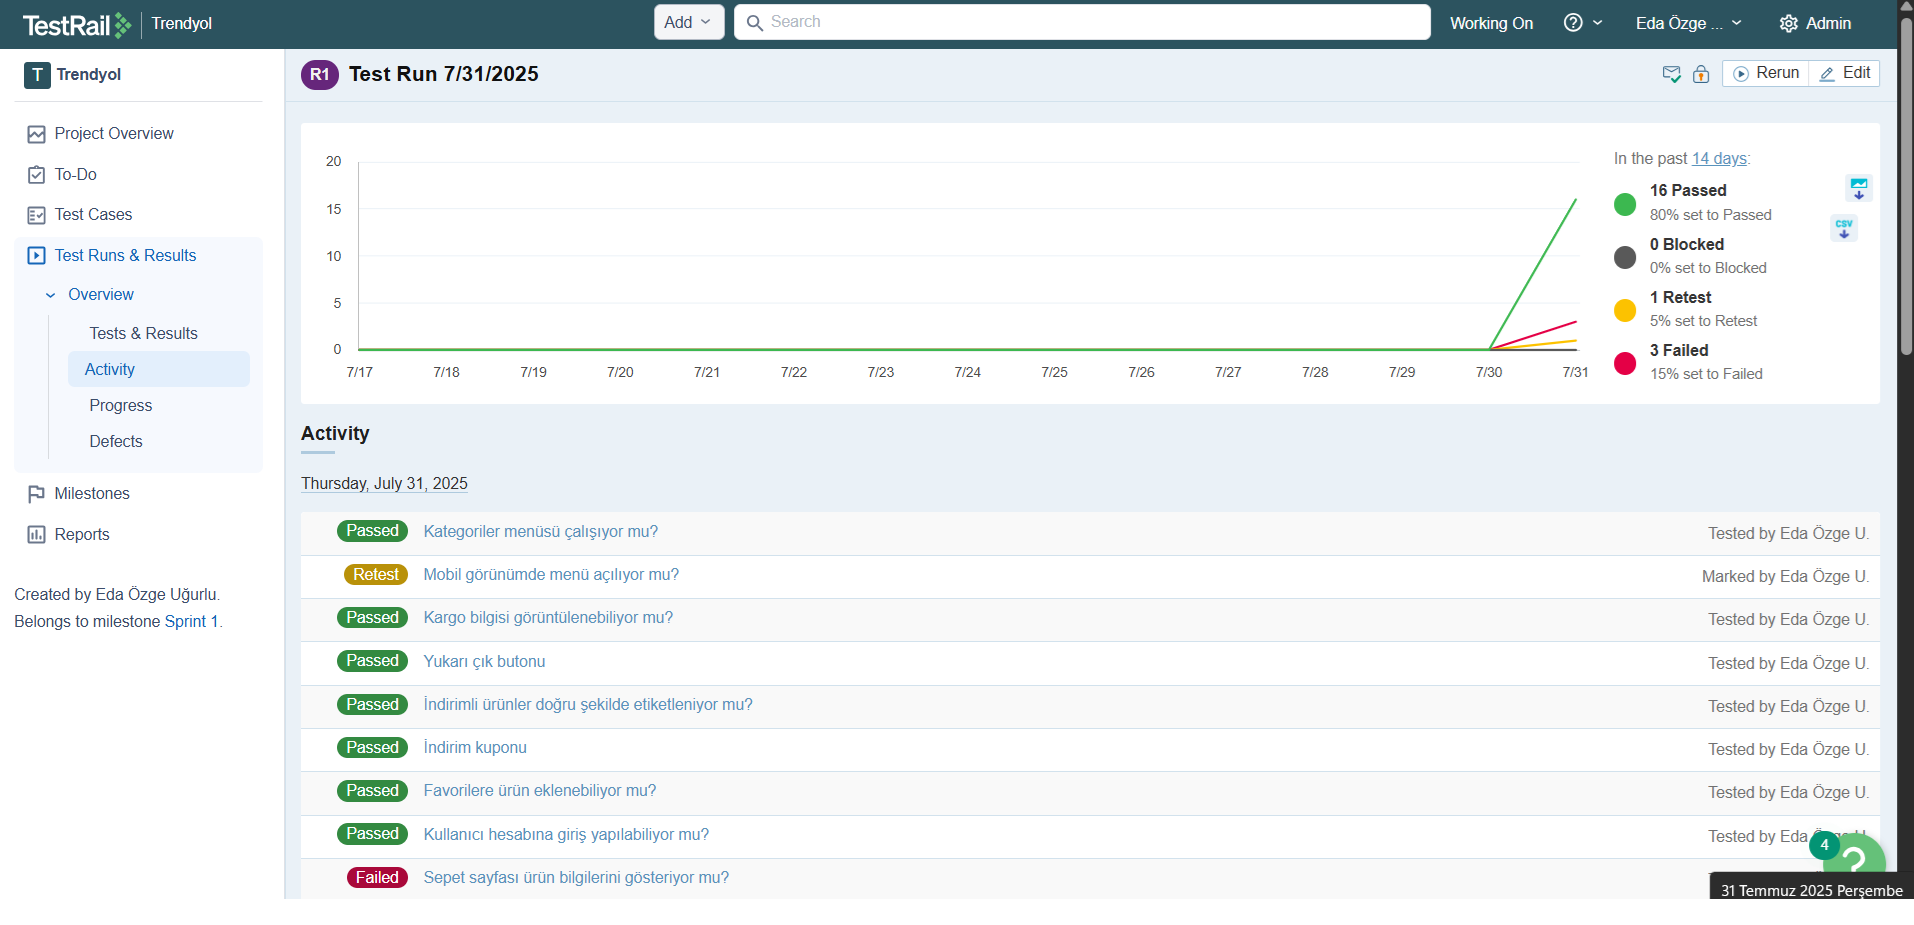 TestRail
Trendyol
Add
Search
Working On
Eda Özge ...
Admin
T Trendyol
Project Overview
To-Do
Test Cases
Test Runs & Results
Overview
Tests & Results
Activity
Progress
Defects
Milestones
Reports
Created by Eda Özge Uğurlu.
Belongs to milestone Sprint 1.
R1 Test Run 7/31/2025
Rerun
Edit
20
15
10
5
0
7/17 7/18 7/19 7/20 7/21 7/22 7/23 7/24 7/25 7/26 7/27 7/28 7/29 7/30 7/31
In the past 14 days:
16 Passed
80% set to Passed
0 Blocked
0% set to Blocked
1 Retest
5% set to Retest
3 Failed
15% set to Failed
CSV
Activity
Thursday, July 31, 2025
Passed Kategoriler menüsü çalışıyor mu? Tested by Eda Özge U.
Retest Mobil görünümde menü açılıyor mu? Marked by Eda Özge U.
Passed Kargo bilgisi görüntülenebiliyor mu? Tested by Eda Özge U.
Passed Yukarı çık butonu Tested by Eda Özge U.
Passed İndirimli ürünler doğru şekilde etiketleniyor mu? Tested by Eda Özge U.
Passed İndirim kuponu Tested by Eda Özge U.
Passed Favorilere ürün eklenebiliyor mu? Tested by Eda Özge U.
Passed Kullanıcı hesabına giriş yapılabiliyor mu? Tested by Eda
Failed Sepet sayfası ürün bilgilerini gösteriyor mu?
4
?
31 Temmuz 2025 Perşembe